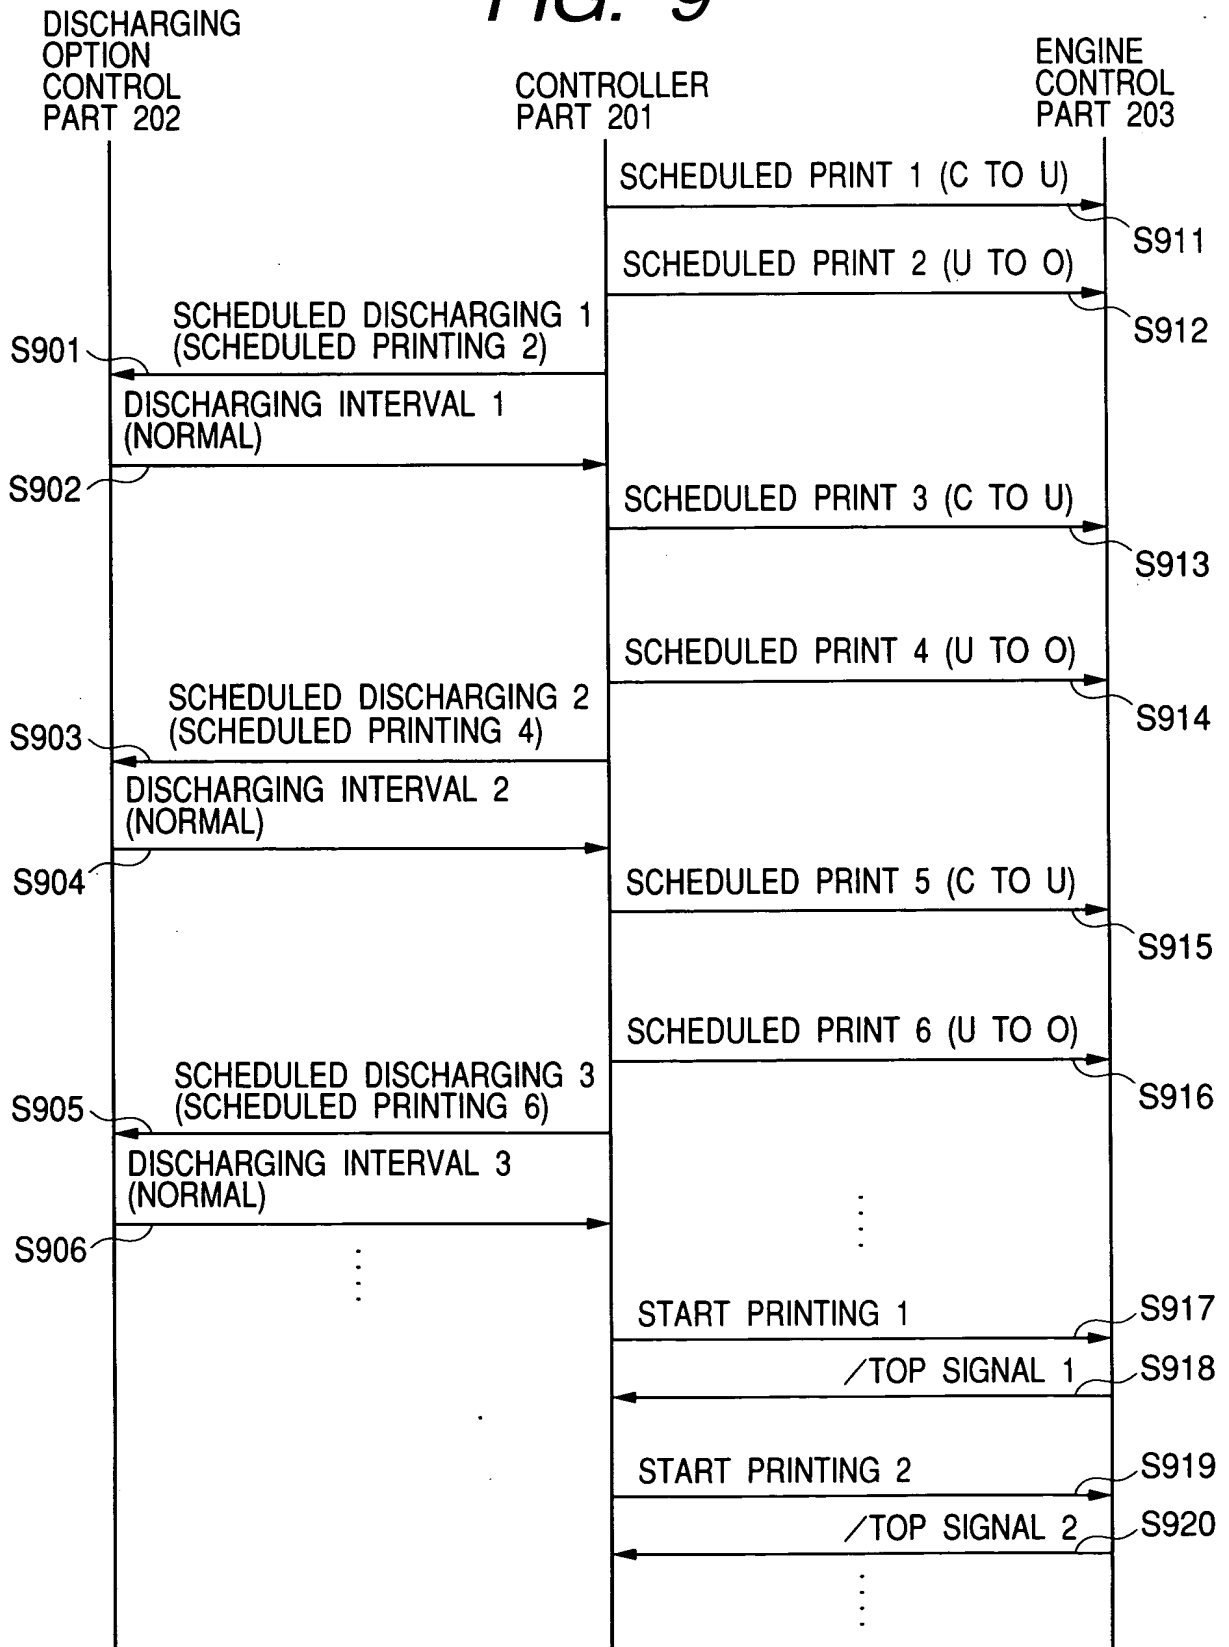 FIG. 9
DISCHARGING
OPTION
CONTROL
PART 202
CONTROLLER
PART 201
ENGINE
CONTROL
PART 203
SCHEDULED PRINT 1 (C TO U)
S911
SCHEDULED PRINT 2 (U TO O)
S912
SCHEDULED DISCHARGING 1
(SCHEDULED PRINTING 2)
S901
DISCHARGING INTERVAL 1
(NORMAL)
S902
SCHEDULED PRINT 3 (C TO U)
S913
SCHEDULED PRINT 4 (U TO O)
S914
SCHEDULED DISCHARGING 2
(SCHEDULED PRINTING 4)
S903
DISCHARGING INTERVAL 2
(NORMAL)
S904
SCHEDULED PRINT 5 (C TO U)
S915
SCHEDULED PRINT 6 (U TO O)
S916
SCHEDULED DISCHARGING 3
(SCHEDULED PRINTING 6)
S905
DISCHARGING INTERVAL 3
(NORMAL)
S906
START PRINTING 1
S917
/TOP SIGNAL 1
S918
START PRINTING 2
S919
/TOP SIGNAL 2
S920